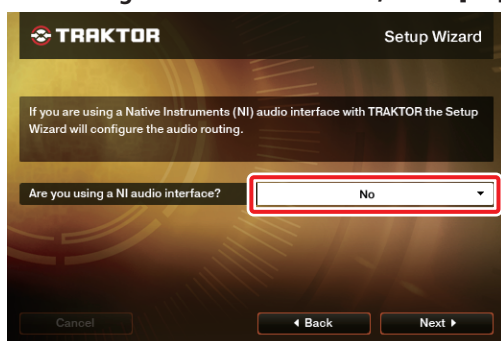 TRAKTOR
Setup Wizard
If you are using a Native Instruments (NI) audio interface with TRAKTOR the Setup
Wizard will configure the audio routing.
Are you using a NI audio interface?
No
Cancel
Back
Next